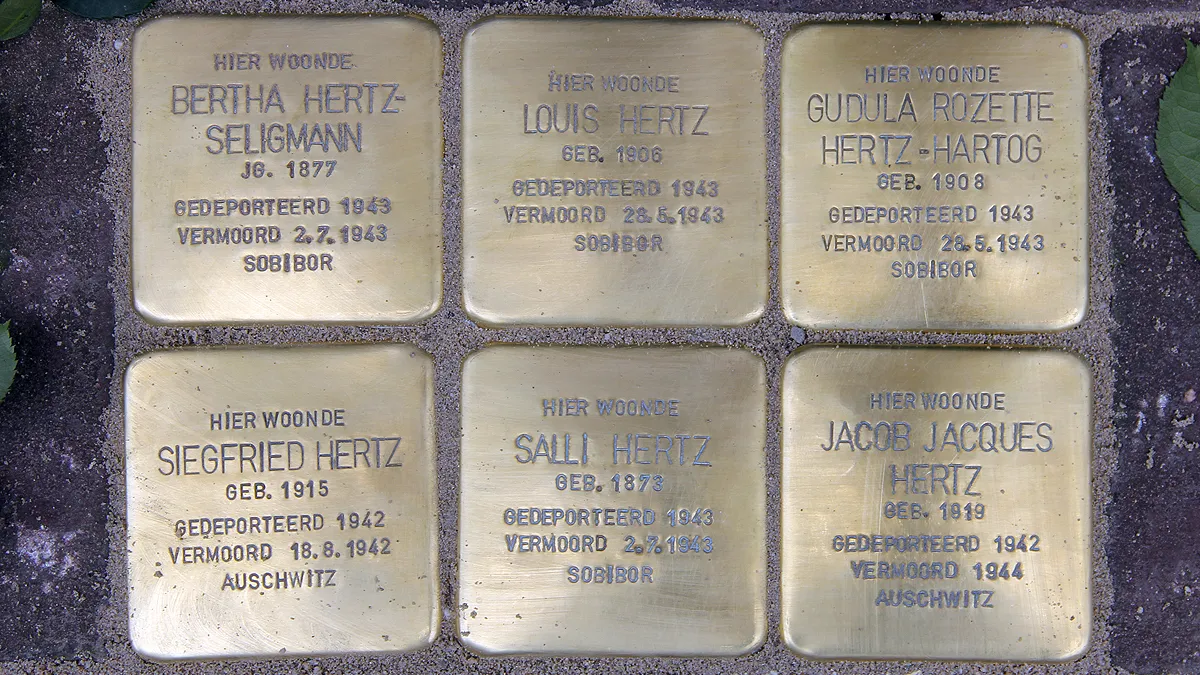 HIER WOONDE
BERTHA HERTZ-
SELIGMANN
JG. 1877
GEDEPORTEERD 1943
VERMOORD 2.7.1943
SOBIBOR
HIER WOONDE
LOUIS HERTZ
GEB. 1906
GEDEPORTEERD 1943
VERMOORD 28.5.1943
SOBIBOR
HIER WOONDE
GUDULA ROZETTE
HERTZ-HARTOG
GEB. 1908
GEDEPORTEERD 1943
VERMOORD 28.5.1943
SOBIBOR
HIER WOONDE
SIEGFRIED HERTZ
GEB. 1915
GEDEPORTEERD 1942
VERMOORD 18.8.1942
AUSCHWITZ
HIER WOONDE
SALLI HERTZ
GEB. 1873
GEDEPORTEERD 1943
VERMOORD 2.7.1943
SOBIBOR
HIER WOONDE
JACOB JACQUES
HERTZ
GEB. 1919
GEDEPORTEERD 1942
VERMOORD 1944
AUSCHWITZ